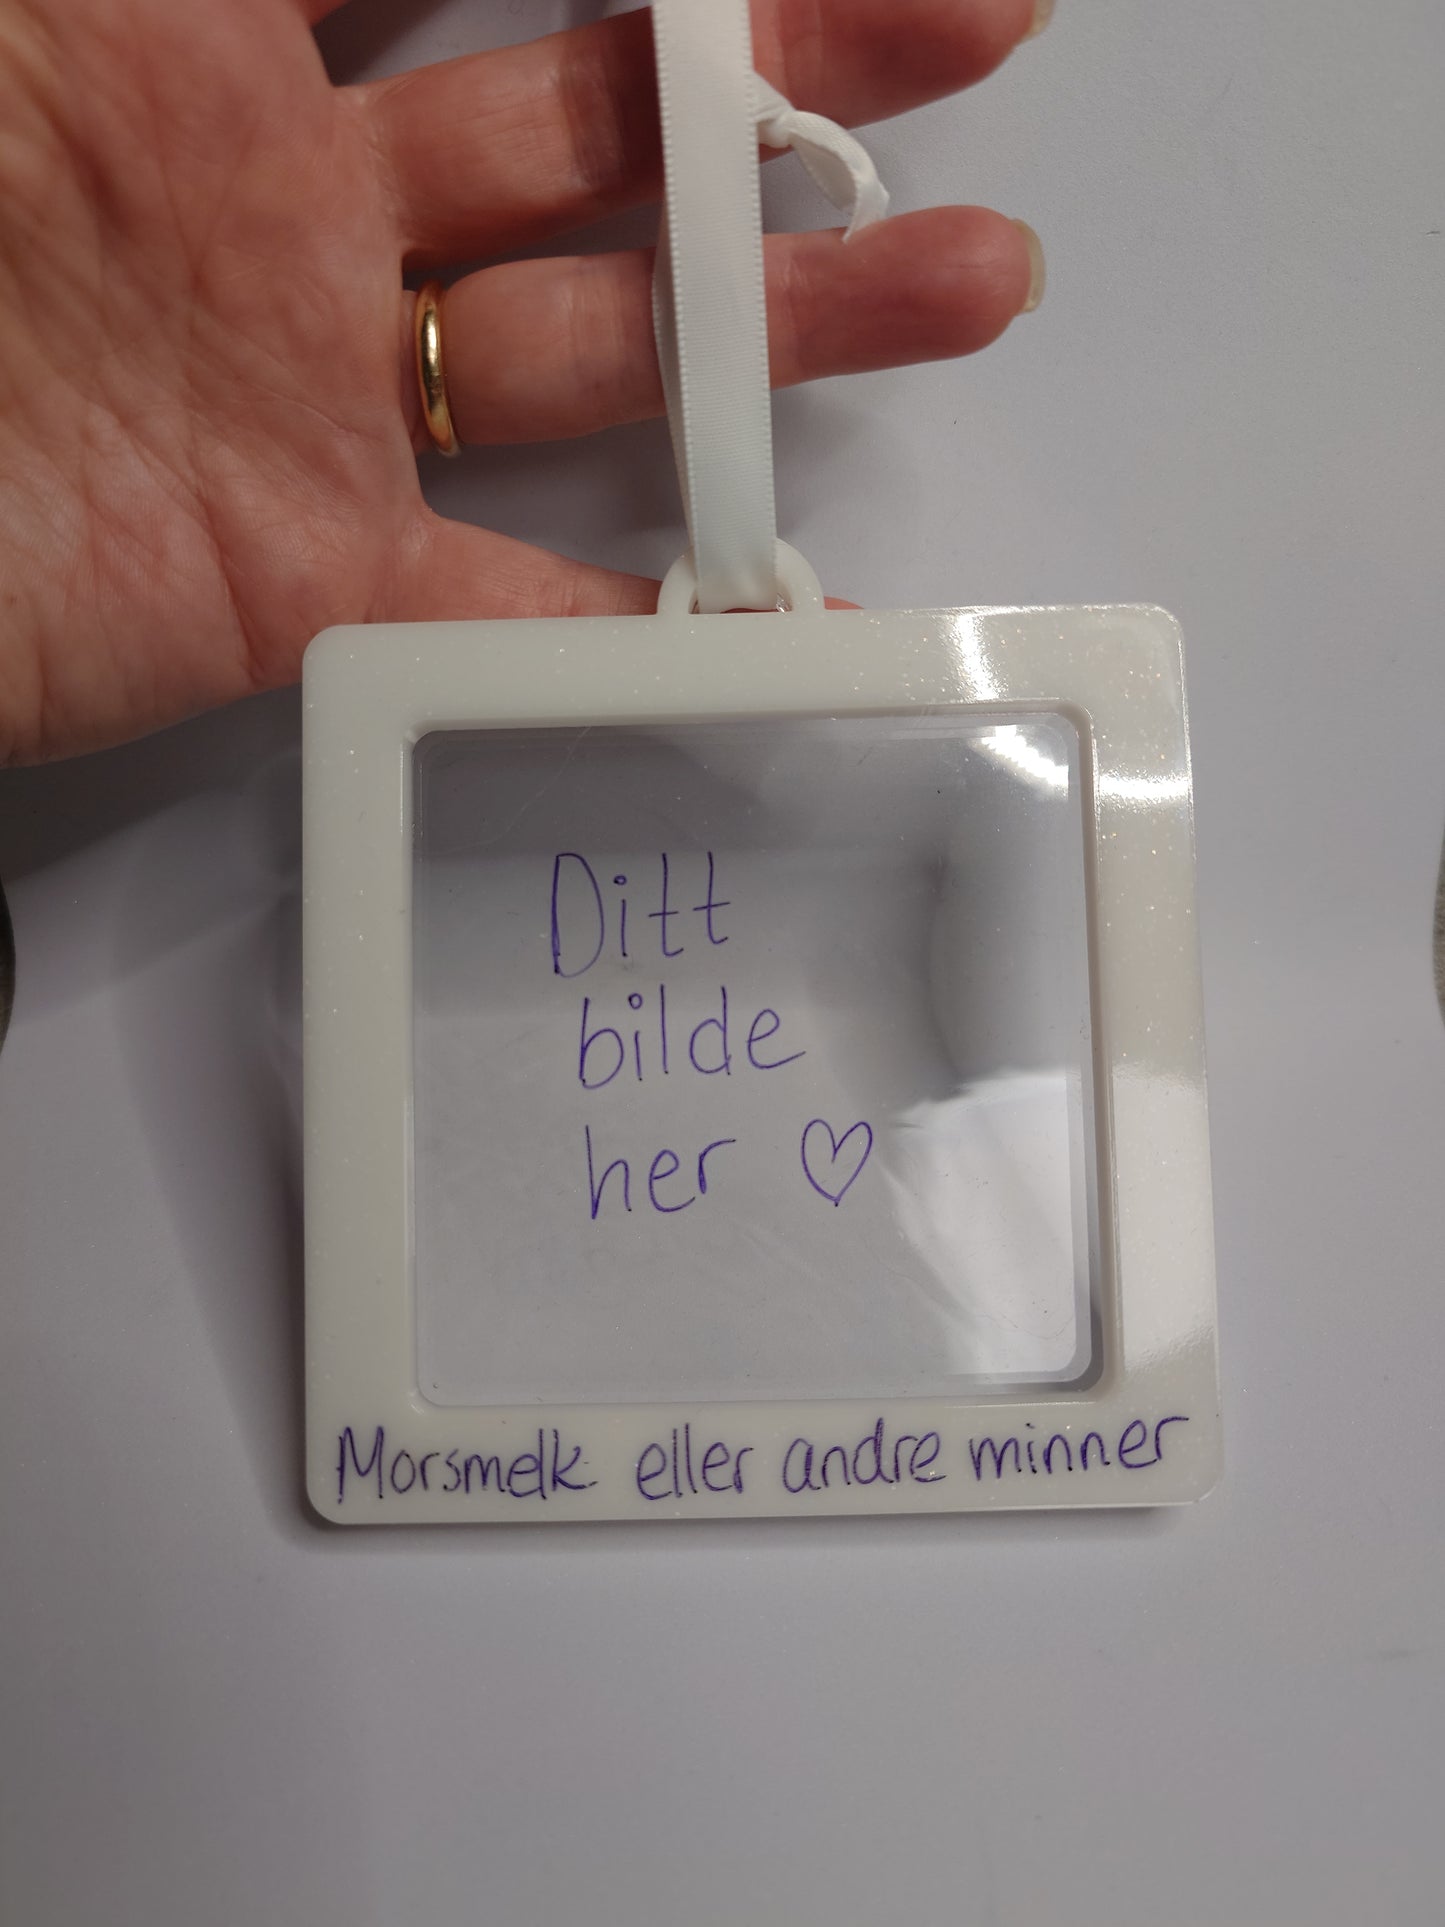 Ditt
bilde
her ♡
Morsmelk eller andre minner